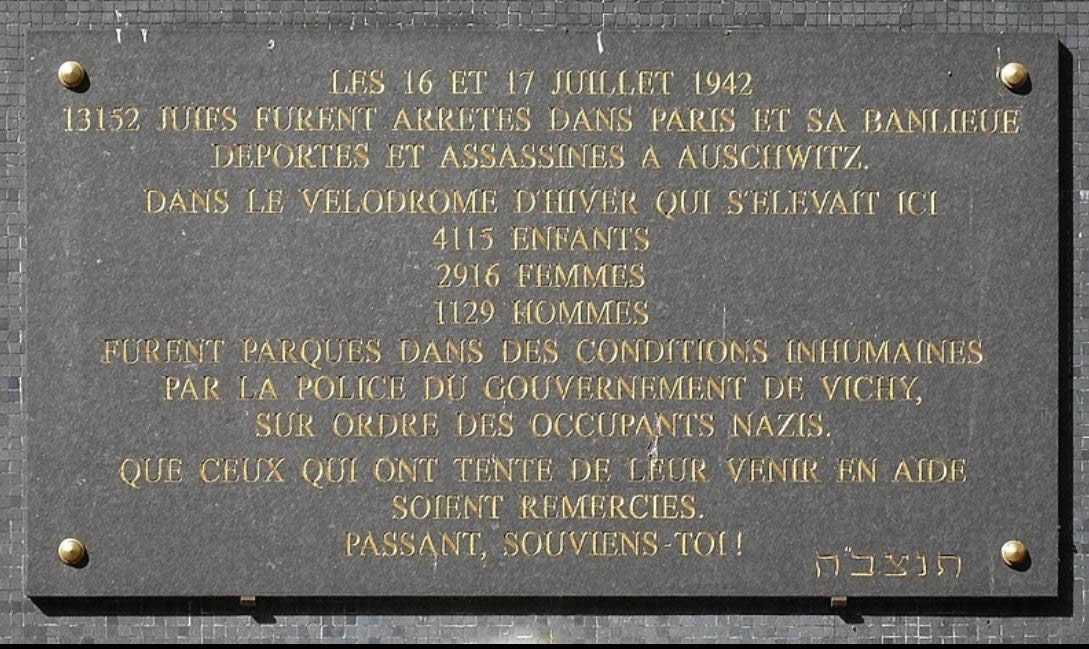 LES 16 ET 17 JUILLET 1942
13152 JUIFS FURENT ARRETES DANS PARIS ET SA BANLIEUE
DEPORTES ET ASSASSINES A AUSCHWITZ.
DANS LE VELODROME D'HIVER QUI S'ELEVAIT ICI
4115 ENFANTS
2916 FEMMES
1129 HOMMES
FURENT PARQUES DANS DES CONDITIONS INHUMAINES
PAR LA POLICE DU GOUVERNEMENT DE VICHY,
SUR ORDRE DES OCCUPANTS NAZIS.
QUE CEUX QUI ONT TENTE DE LEUR VENIR EN AIDE
SOIENT REMERCIES.
PASSANT, SOUVIENS-TOI !
תנצב״ה